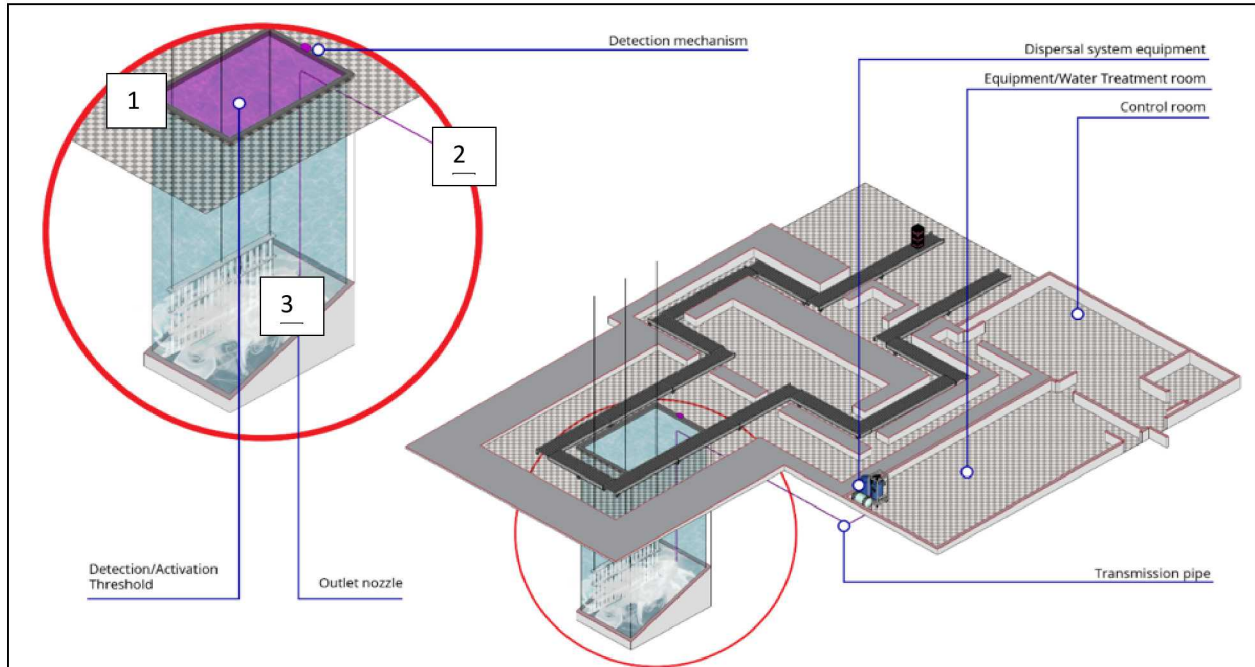 Detection mechanism
Dispersal system equipment
Equipment/Water Treatment room
Control room
1
2
3
Detection/Activation
Threshold
Outlet nozzle
Transmission pipe